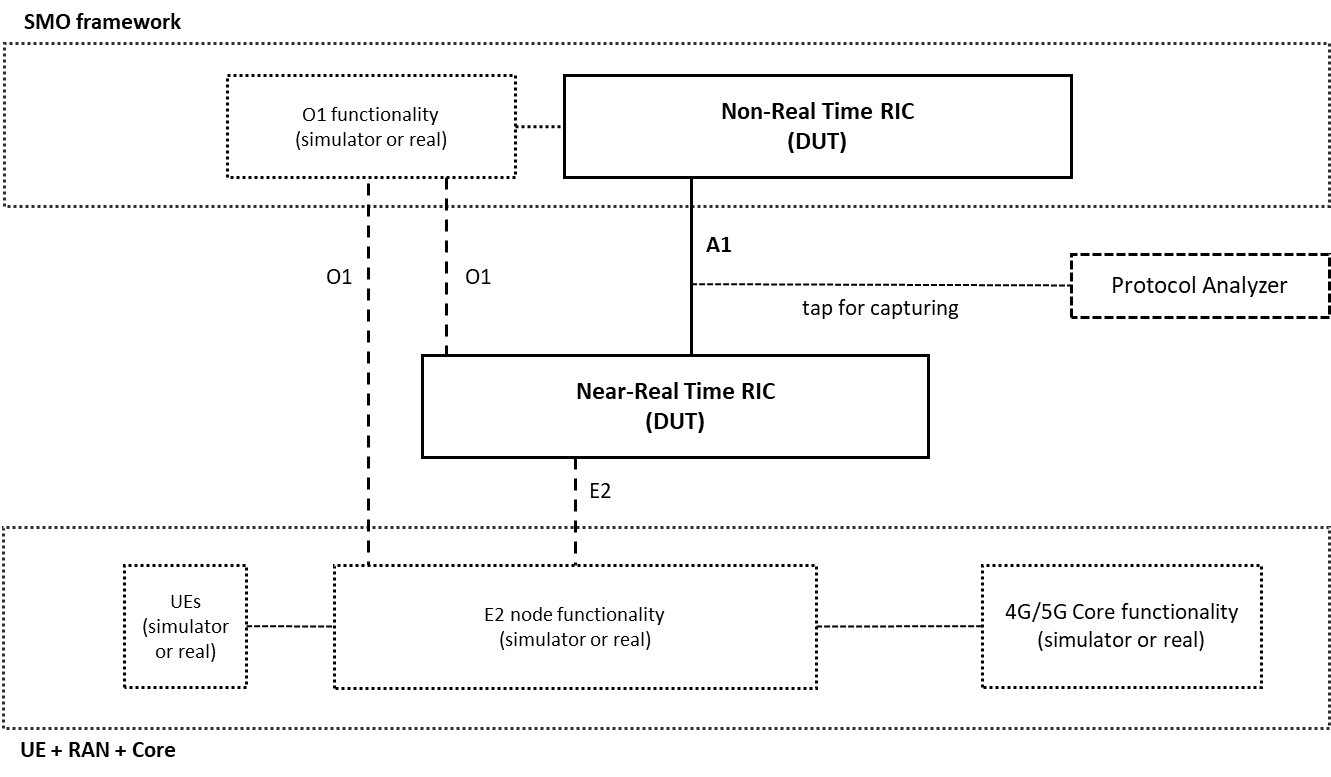 SMO framework
O1 functionality
(simulator or real)
Non-Real Time RIC
(DUT)
A1
O1
O1
Protocol Analyzer
tap for capturing
Near-Real Time RIC
(DUT)
E2
UEs
(simulator
or real)
E2 node functionality
(simulator or real)
4G/5G Core functionality
(simulator or real)
UE + RAN + Core